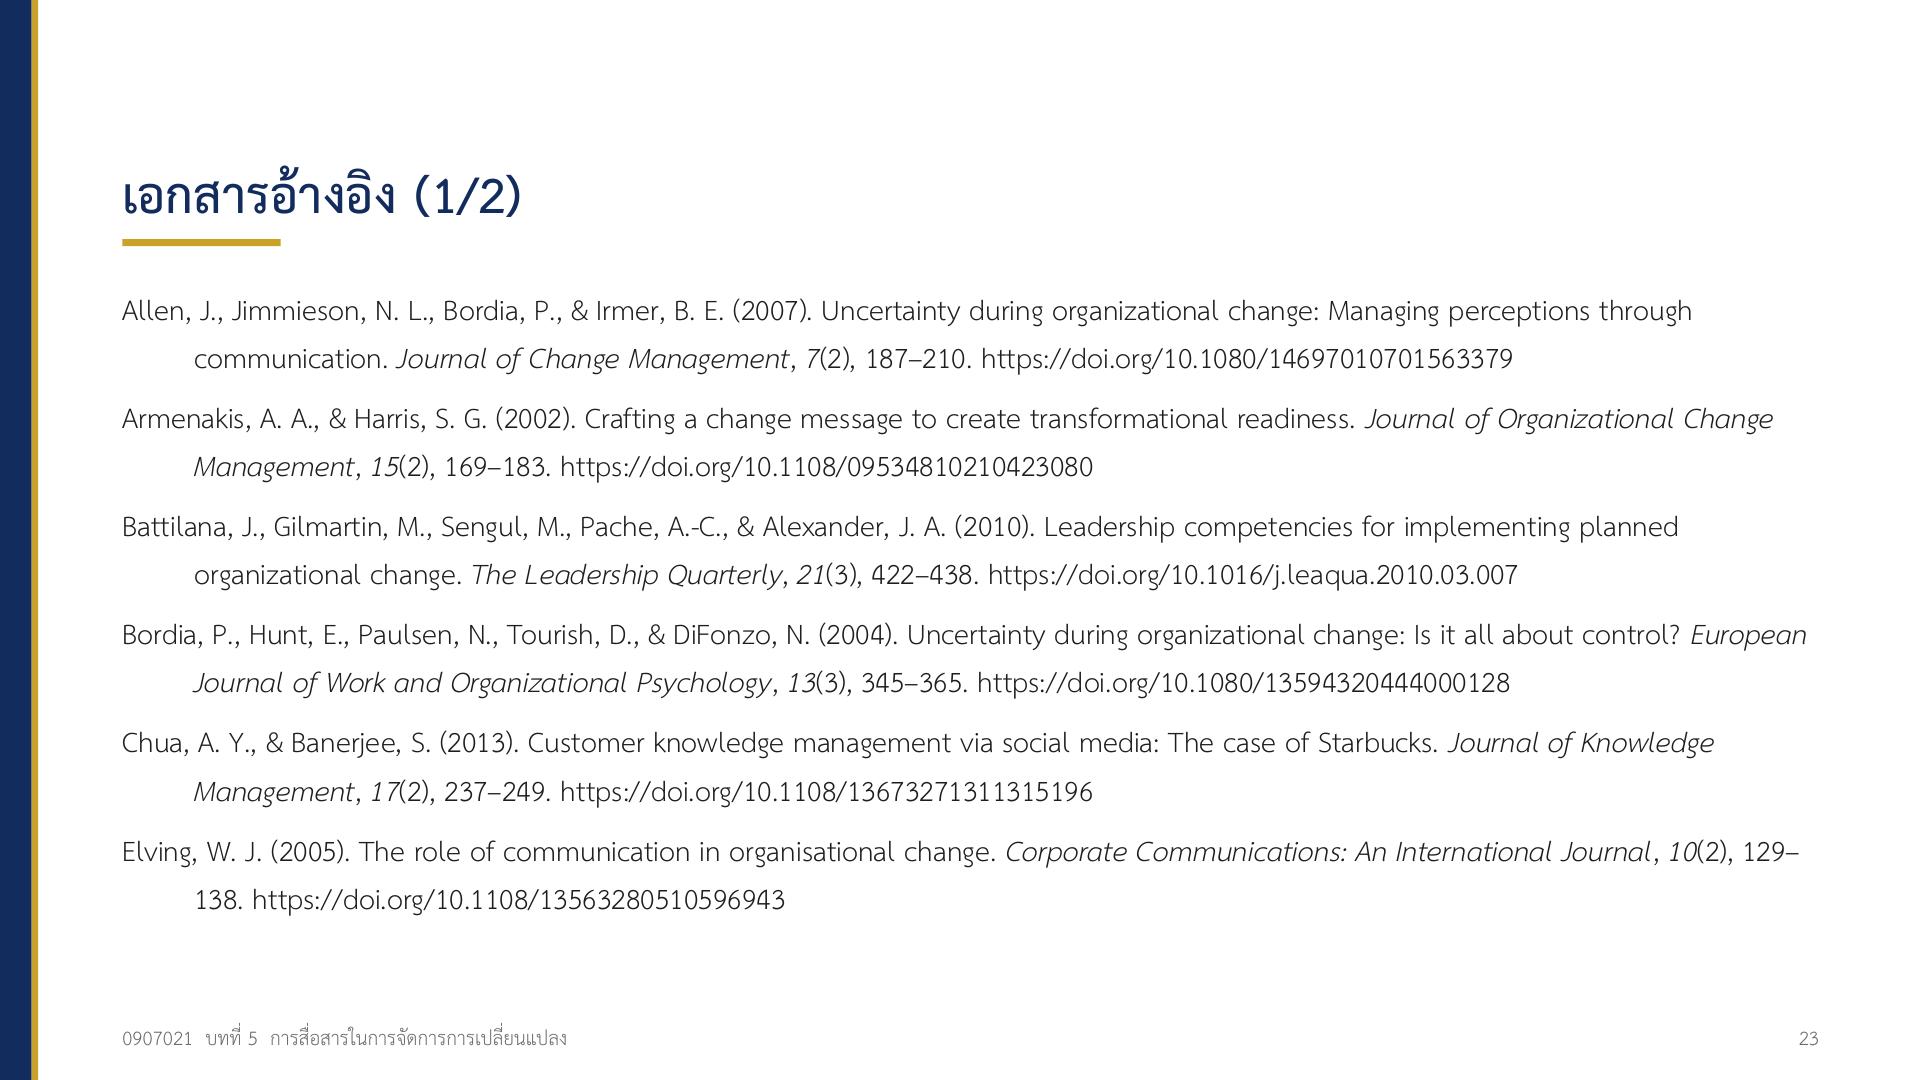 เอกสารอ้างอิง (1/2)
Allen, J., Jimmieson, N. L., Bordia, P., & Irmer, B. E. (2007). Uncertainty during organizational change: Managing perceptions through
communication. Journal of Change Management, 7(2), 187–210. https://doi.org/10.1080/14697010701563379
Armenakis, A. A., & Harris, S. G. (2002). Crafting a change message to create transformational readiness. Journal of Organizational Change
Management, 15(2), 169–183. https://doi.org/10.1108/09534810210423080
Battilana, J., Gilmartin, M., Sengul, M., Pache, A.-C., & Alexander, J. A. (2010). Leadership competencies for implementing planned
organizational change. The Leadership Quarterly, 21(3), 422–438. https://doi.org/10.1016/j.leaqua.2010.03.007
Bordia, P., Hunt, E., Paulsen, N., Tourish, D., & DiFonzo, N. (2004). Uncertainty during organizational change: Is it all about control? European
Journal of Work and Organizational Psychology, 13(3), 345–365. https://doi.org/10.1080/13594320444000128
Chua, A. Y., & Banerjee, S. (2013). Customer knowledge management via social media: The case of Starbucks. Journal of Knowledge
Management, 17(2), 237–249. https://doi.org/10.1108/13673271311315196
Elving, W. J. (2005). The role of communication in organisational change. Corporate Communications: An International Journal, 10(2), 129–
138. https://doi.org/10.1108/13563280510596943
0907021 บทที่ 5 การสื่อสารในการจัดการการเปลี่ยนแปลง
23